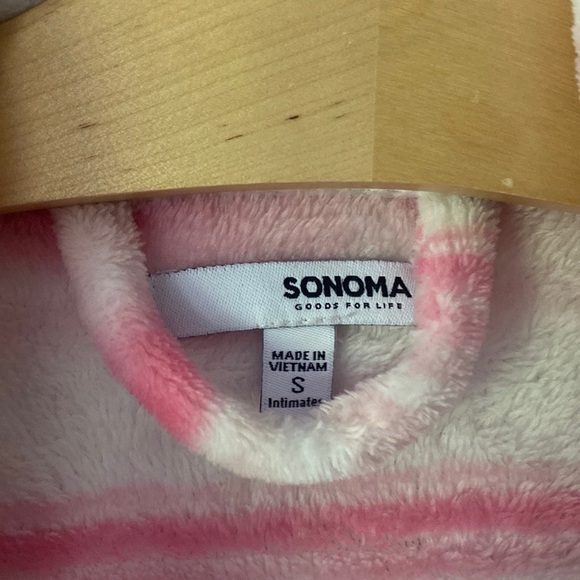 SONOMA
GOODS FOR LIFE
MADE IN
VIETNAM
S
Intimates